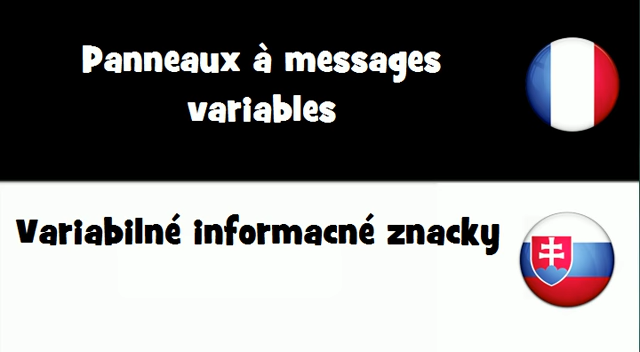 Panneaux à messages
variables
Variabilné informacné znacky